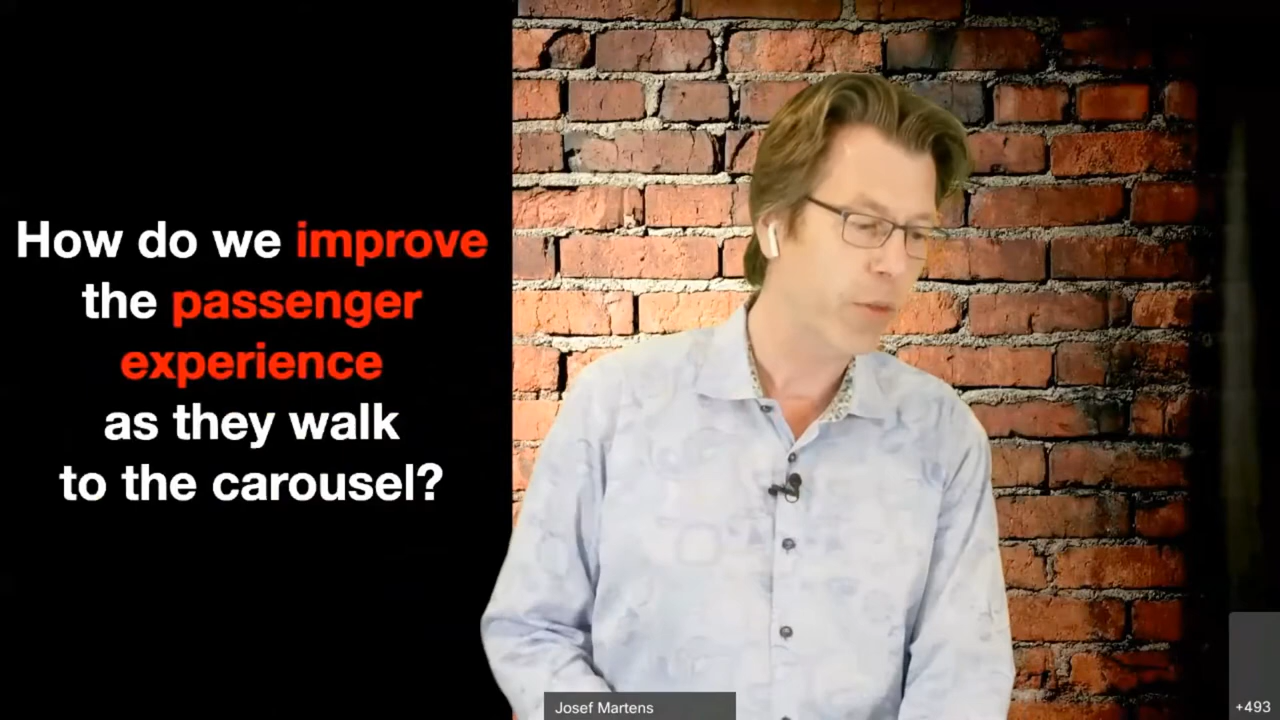 How do we improve
the passenger
experience
as they walk
to the carousel?
Josef Martens
+493